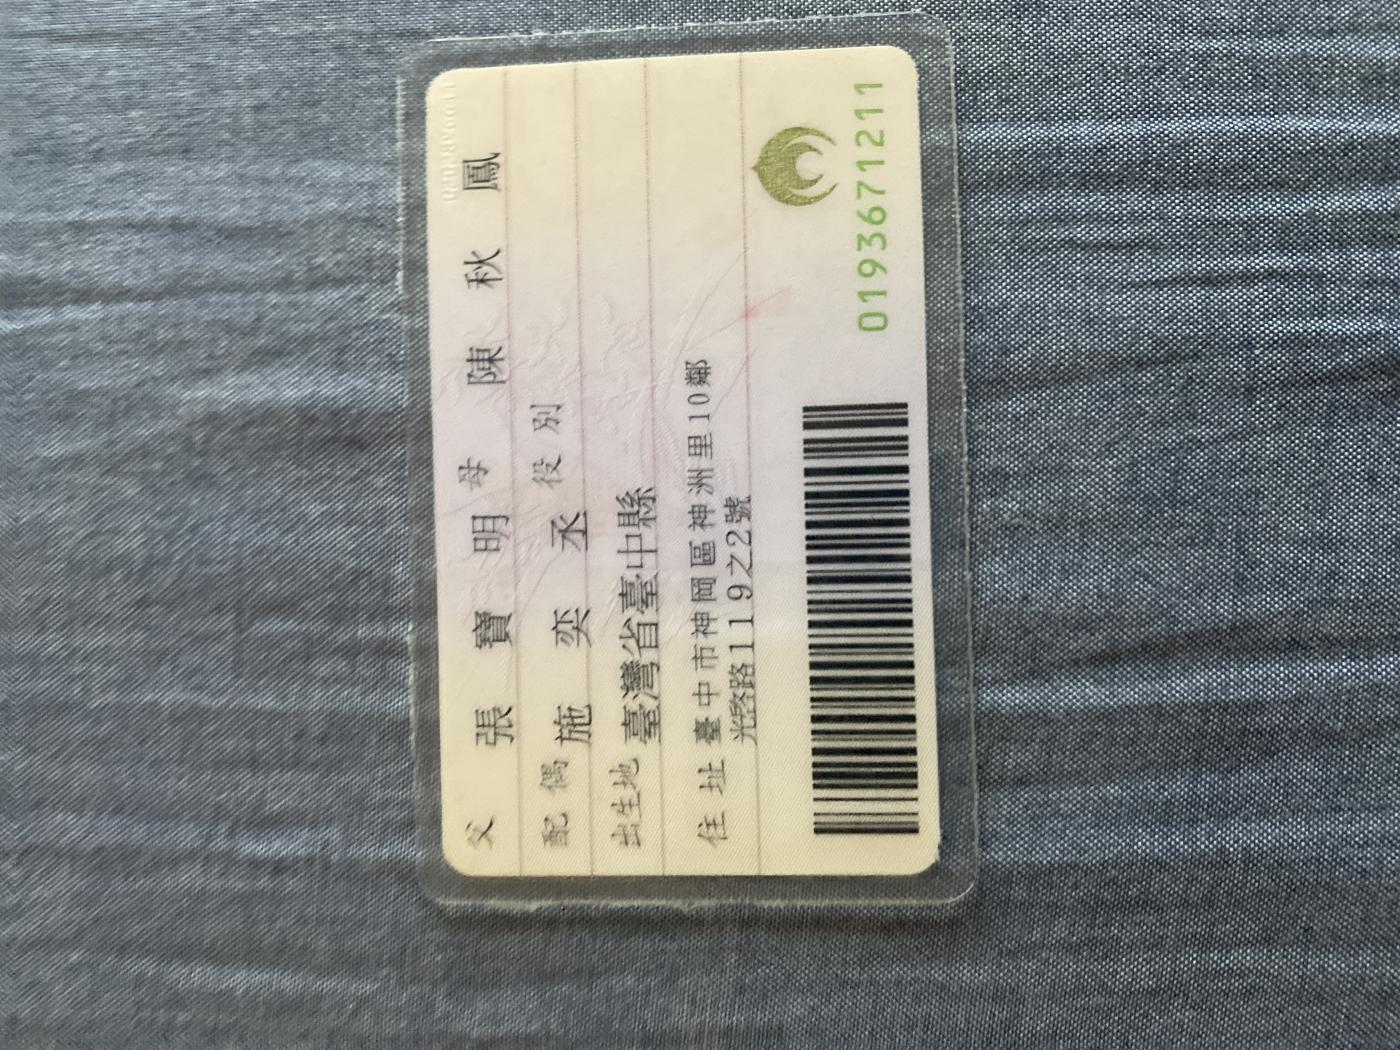 父 張寶明 母 陳秋鳳
配偶 施奕丞 役別
出生地 臺灣省臺中縣
住址 臺中市神岡區神洲里10鄰
光啓路119之2號
0193671211